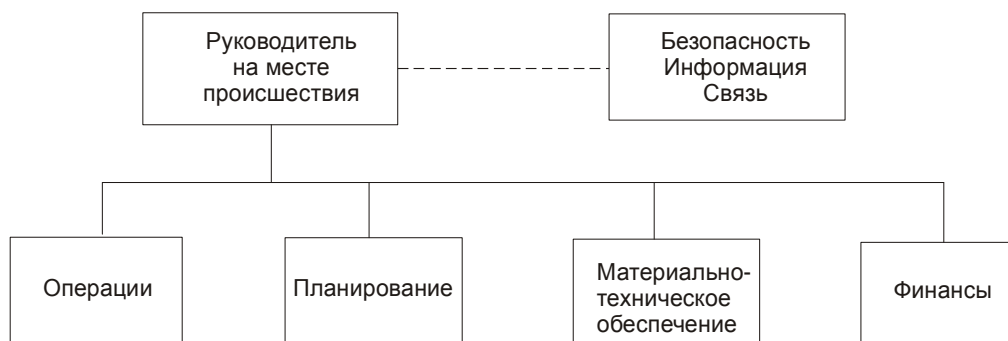 Руководитель
на месте
происшествия
Безопасность
Информация
Связь
Операции
Планирование
Материально-
техническое
обеспечение
Финансы